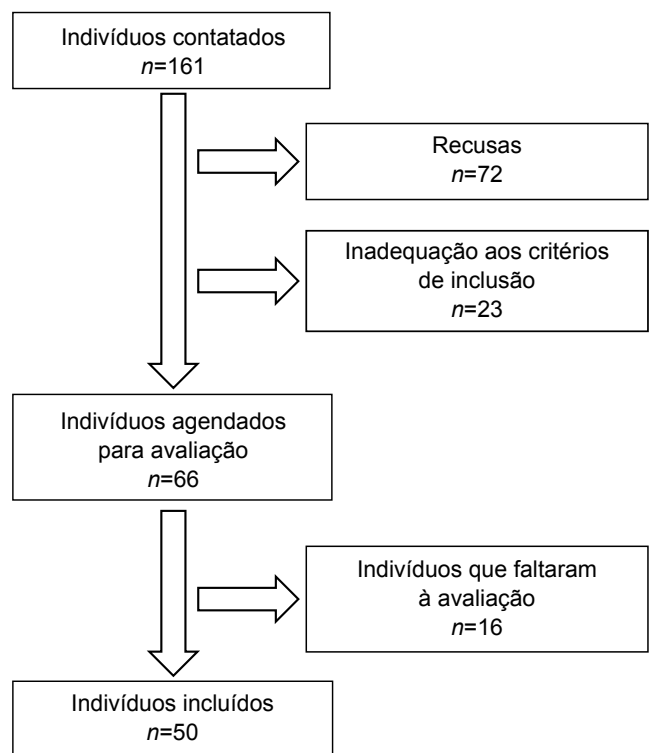 Indivíduos contatados
n=161
Recusas
n=72
Inadequação aos critérios
de inclusão
n=23
Indivíduos agendados
para avaliação
n=66
Indivíduos que faltaram
à avaliação
n=16
Indivíduos incluídos
n=50